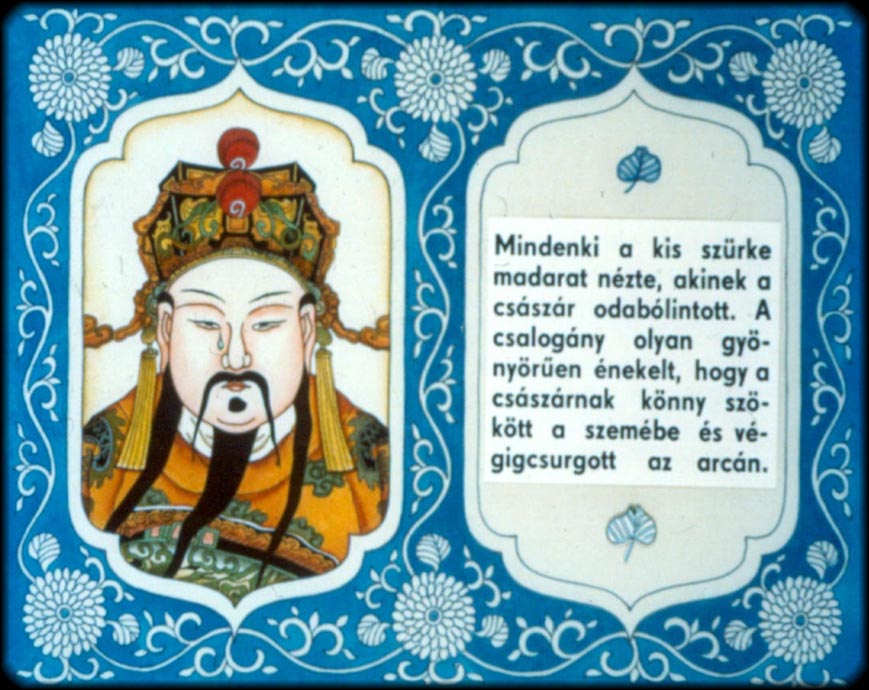 Mindenki a kis szürke
madarat nézte, akinek a
császár odabólintott. A
csalogány olyan gyö-
nyörűen énekelt, hogy a
császárnak könny szö-
kött a szemébe és vé-
gigcsurgott az arcán.